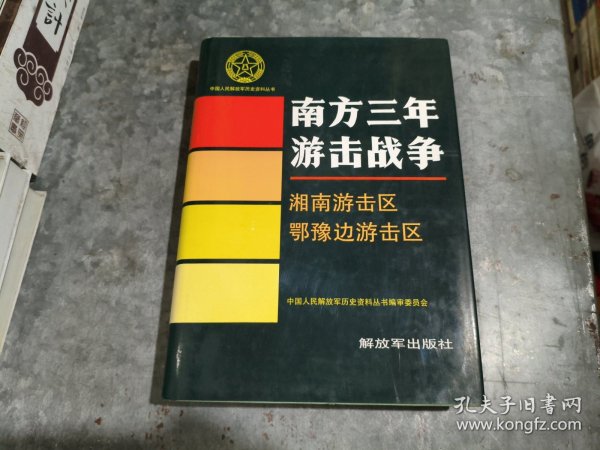 中国人民解放军历史资料丛书
南方三年
游击战争
湘南游击区
鄂豫边游击区
中国人民解放军历史资料丛书编审委员会
解放军出版社
孔夫子旧书网
www.kongfz.com